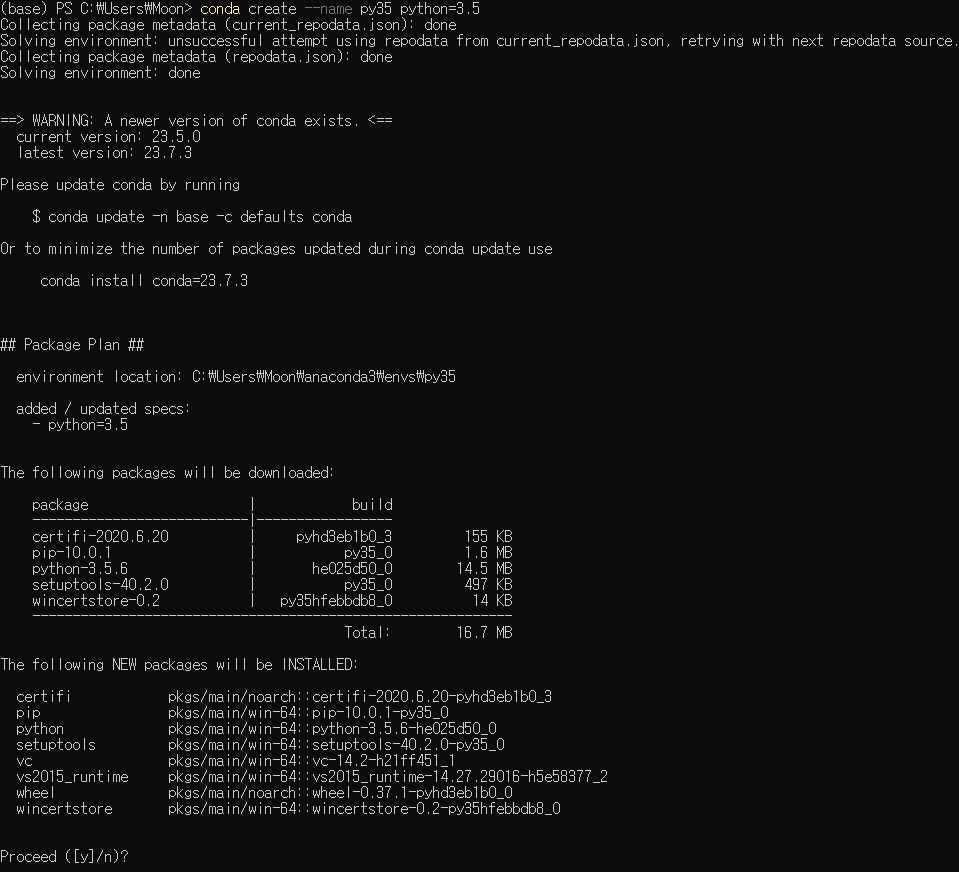 (base) PS C:₩Users₩Moon> conda create --name py35 python=3.5
Collecting package metadata (current_repodata.json): done
Solving environment: unsuccessful attempt using repodata from current_repodata.json, retrying with next repodata source.
Collecting package metadata (repodata.json): done
Solving environment: done
==> WARNING: A newer version of conda exists. <==
  current version: 23.5.0
  latest version: 23.7.3
Please update conda by running
    $ conda update -n base -c defaults conda
Or to minimize the number of packages updated during conda update use
     conda install conda=23.7.3
## Package Plan ##
  environment location: C:₩Users₩Moon₩anaconda3₩envs₩py35
  added / updated specs:
    - python=3.5
The following packages will be downloaded:
    package                    |            build
    ---------------------------|-----------------
    certifi-2020.6.20          |     pyhd3eb1b0_3         155 KB
    pip-10.0.1                 |           py35_0         1.6 MB
    python-3.5.6               |       he025d50_0        14.5 MB
    setuptools-40.2.0          |           py35_0         497 KB
    wincertstore-0.2           |   py35hfebbdb8_0          14 KB
    ------------------------------------------------------------
                                           Total:        16.7 MB
The following NEW packages will be INSTALLED:
  certifi            pkgs/main/noarch::certifi-2020.6.20-pyhd3eb1b0_3
  pip                pkgs/main/win-64::pip-10.0.1-py35_0
  python             pkgs/main/win-64::python-3.5.6-he025d50_0
  setuptools         pkgs/main/win-64::setuptools-40.2.0-py35_0
  vc                 pkgs/main/win-64::vc-14.2-h21ff451_1
  vs2015_runtime     pkgs/main/win-64::vs2015_runtime-14.27.29016-h5e58377_2
  wheel              pkgs/main/noarch::wheel-0.37.1-pyhd3eb1b0_0
  wincertstore       pkgs/main/win-64::wincertstore-0.2-py35hfebbdb8_0
Proceed ([y]/n)?